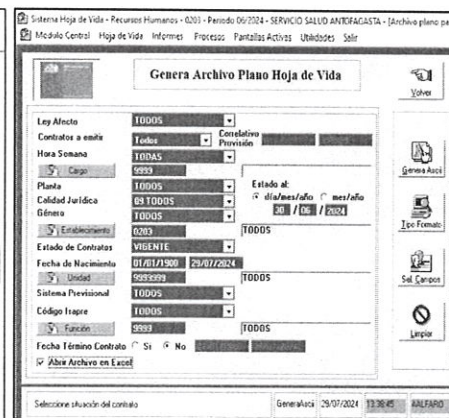 Sistema Hoja de Vida - Recursos Humanos - 0203 - Periodo 06/2024 - SERVICIO SALUD ANTOFAGASTA - [Archivo plano pa
Modulo Central Hoja de Vida Informes Procesos Pantallas Activas Utilidades Salir
Genera Archivo Plano Hoja de Vida
Volver
Ley Afecto TODOS
Contratos a emitir Todos Correlativo Provisión
Hora Semana TODAS
Cargo 9999
Genera Ascii
Planta TODOS Estado al:
Calidad Jurídica 09 TODOS día/mes/año mes/año
Género TODOS 30 / 06 / 2024
Tipo Formato
Establecimiento 0203 TODOS
Estado de Contratos VIGENTE
Fecha de Nacimiento 01/01/1900 29/07/2024
Sel. Campos
Unidad 9999999 TODOS
Sistema Previsional TODOS
Código Isapre TODOS
Limpiar
Función 9999 TODOS
Fecha Término Contrato Si No
Abrir Archivo en Excel
Seleccione situación del contrato GeneraAscii 29/07/2024 13:38:45 AALFARO